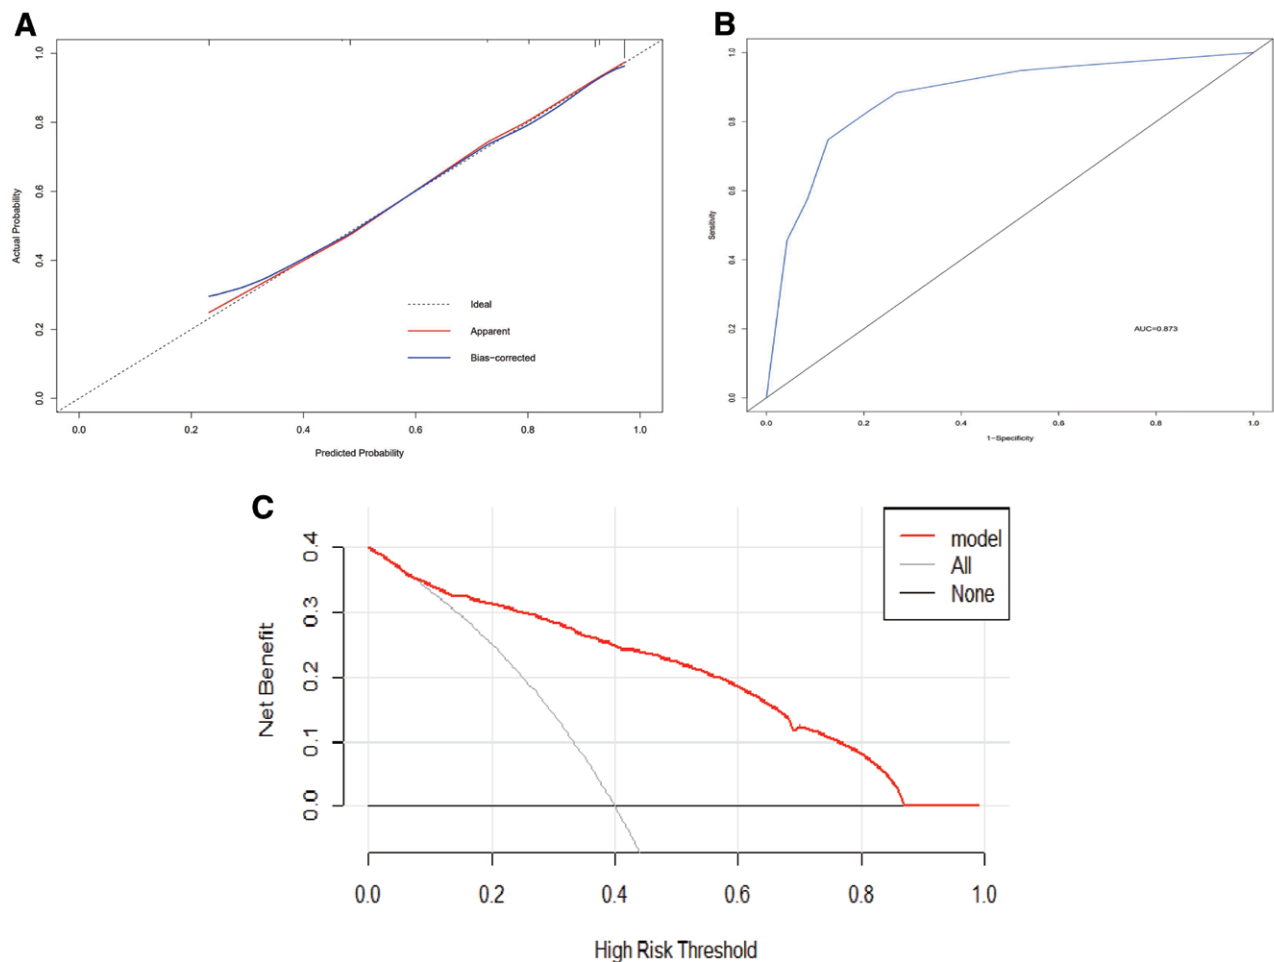 A
1.0
0.8
0.6
0.4
0.2
0.0
Actual Probability
Ideal
Apparent
Bias-corrected
0.0 0.2 0.4 0.6 0.8 1.0
Predicted Probability
B
1.0
0.8
0.6
0.4
0.2
0.0
Sensitivity
AUC=0.873
0.0 0.2 0.4 0.6 0.8 1.0
1-Specificity
C
0.4
0.3
0.2
0.1
0.0
Net Benefit
model
All
None
0.0 0.2 0.4 0.6 0.8 1.0
High Risk Threshold